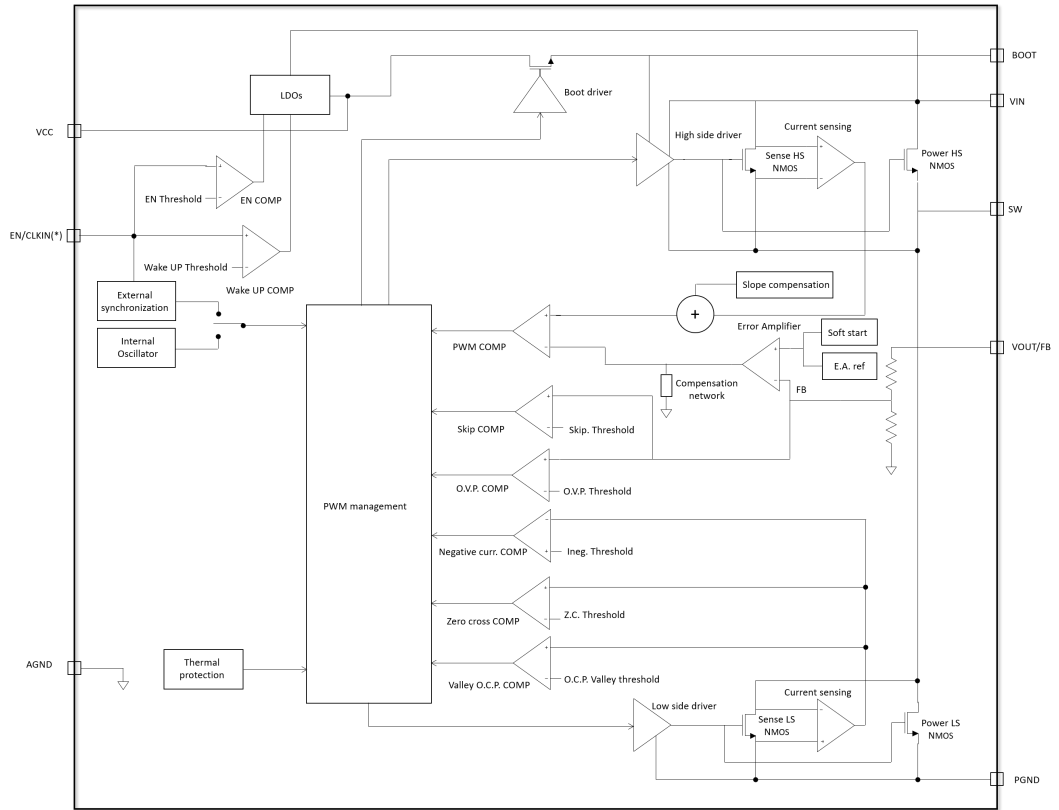 BOOT
LDOs
Boot driver
VIN
VCC
High side driver
Current sensing
Sense HS
NMOS
Power HS
NMOS
+
-
EN Threshold
EN COMP
SW
EN/CLKIN(*)
+
-
Wake UP Threshold
Wake UP COMP
External
synchronization
Internal
Oscillator
Slope compensation
+
Error Amplifier
Soft start
E.A. ref
VOUT/FB
+
-
PWM COMP
+
-
FB
Compensation
network
+
-
Skip COMP
Skip. Threshold
+
-
O.V.P. COMP
O.V.P. Threshold
PWM management
-
+
Negative curr. COMP
Ineg. Threshold
+
-
Zero cross COMP
Z.C. Threshold
AGND
Thermal
protection
+
-
Valley O.C.P. COMP
O.C.P. Valley threshold
Low side driver
Current sensing
-
+
Sense LS
NMOS
Power LS
NMOS
PGND